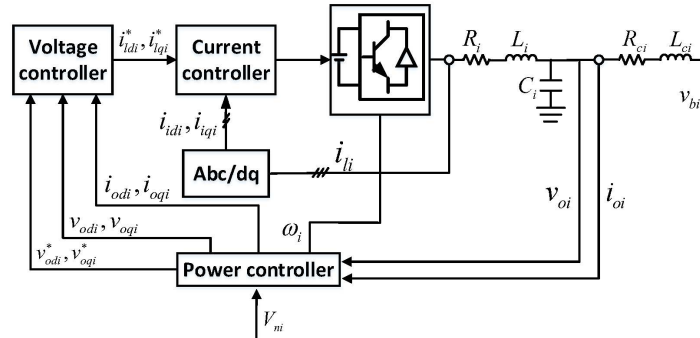 Voltage controller
i*ldi, i*lqi
Current controller
Ri
Li
Rci
Lci
Ci
vbi
iidi, iiqi
Abc/dq
ili
iodi, ioqi
vodi, voqi
v*odi, v*oqi
ωi
voi
ioi
Power controller
Vni